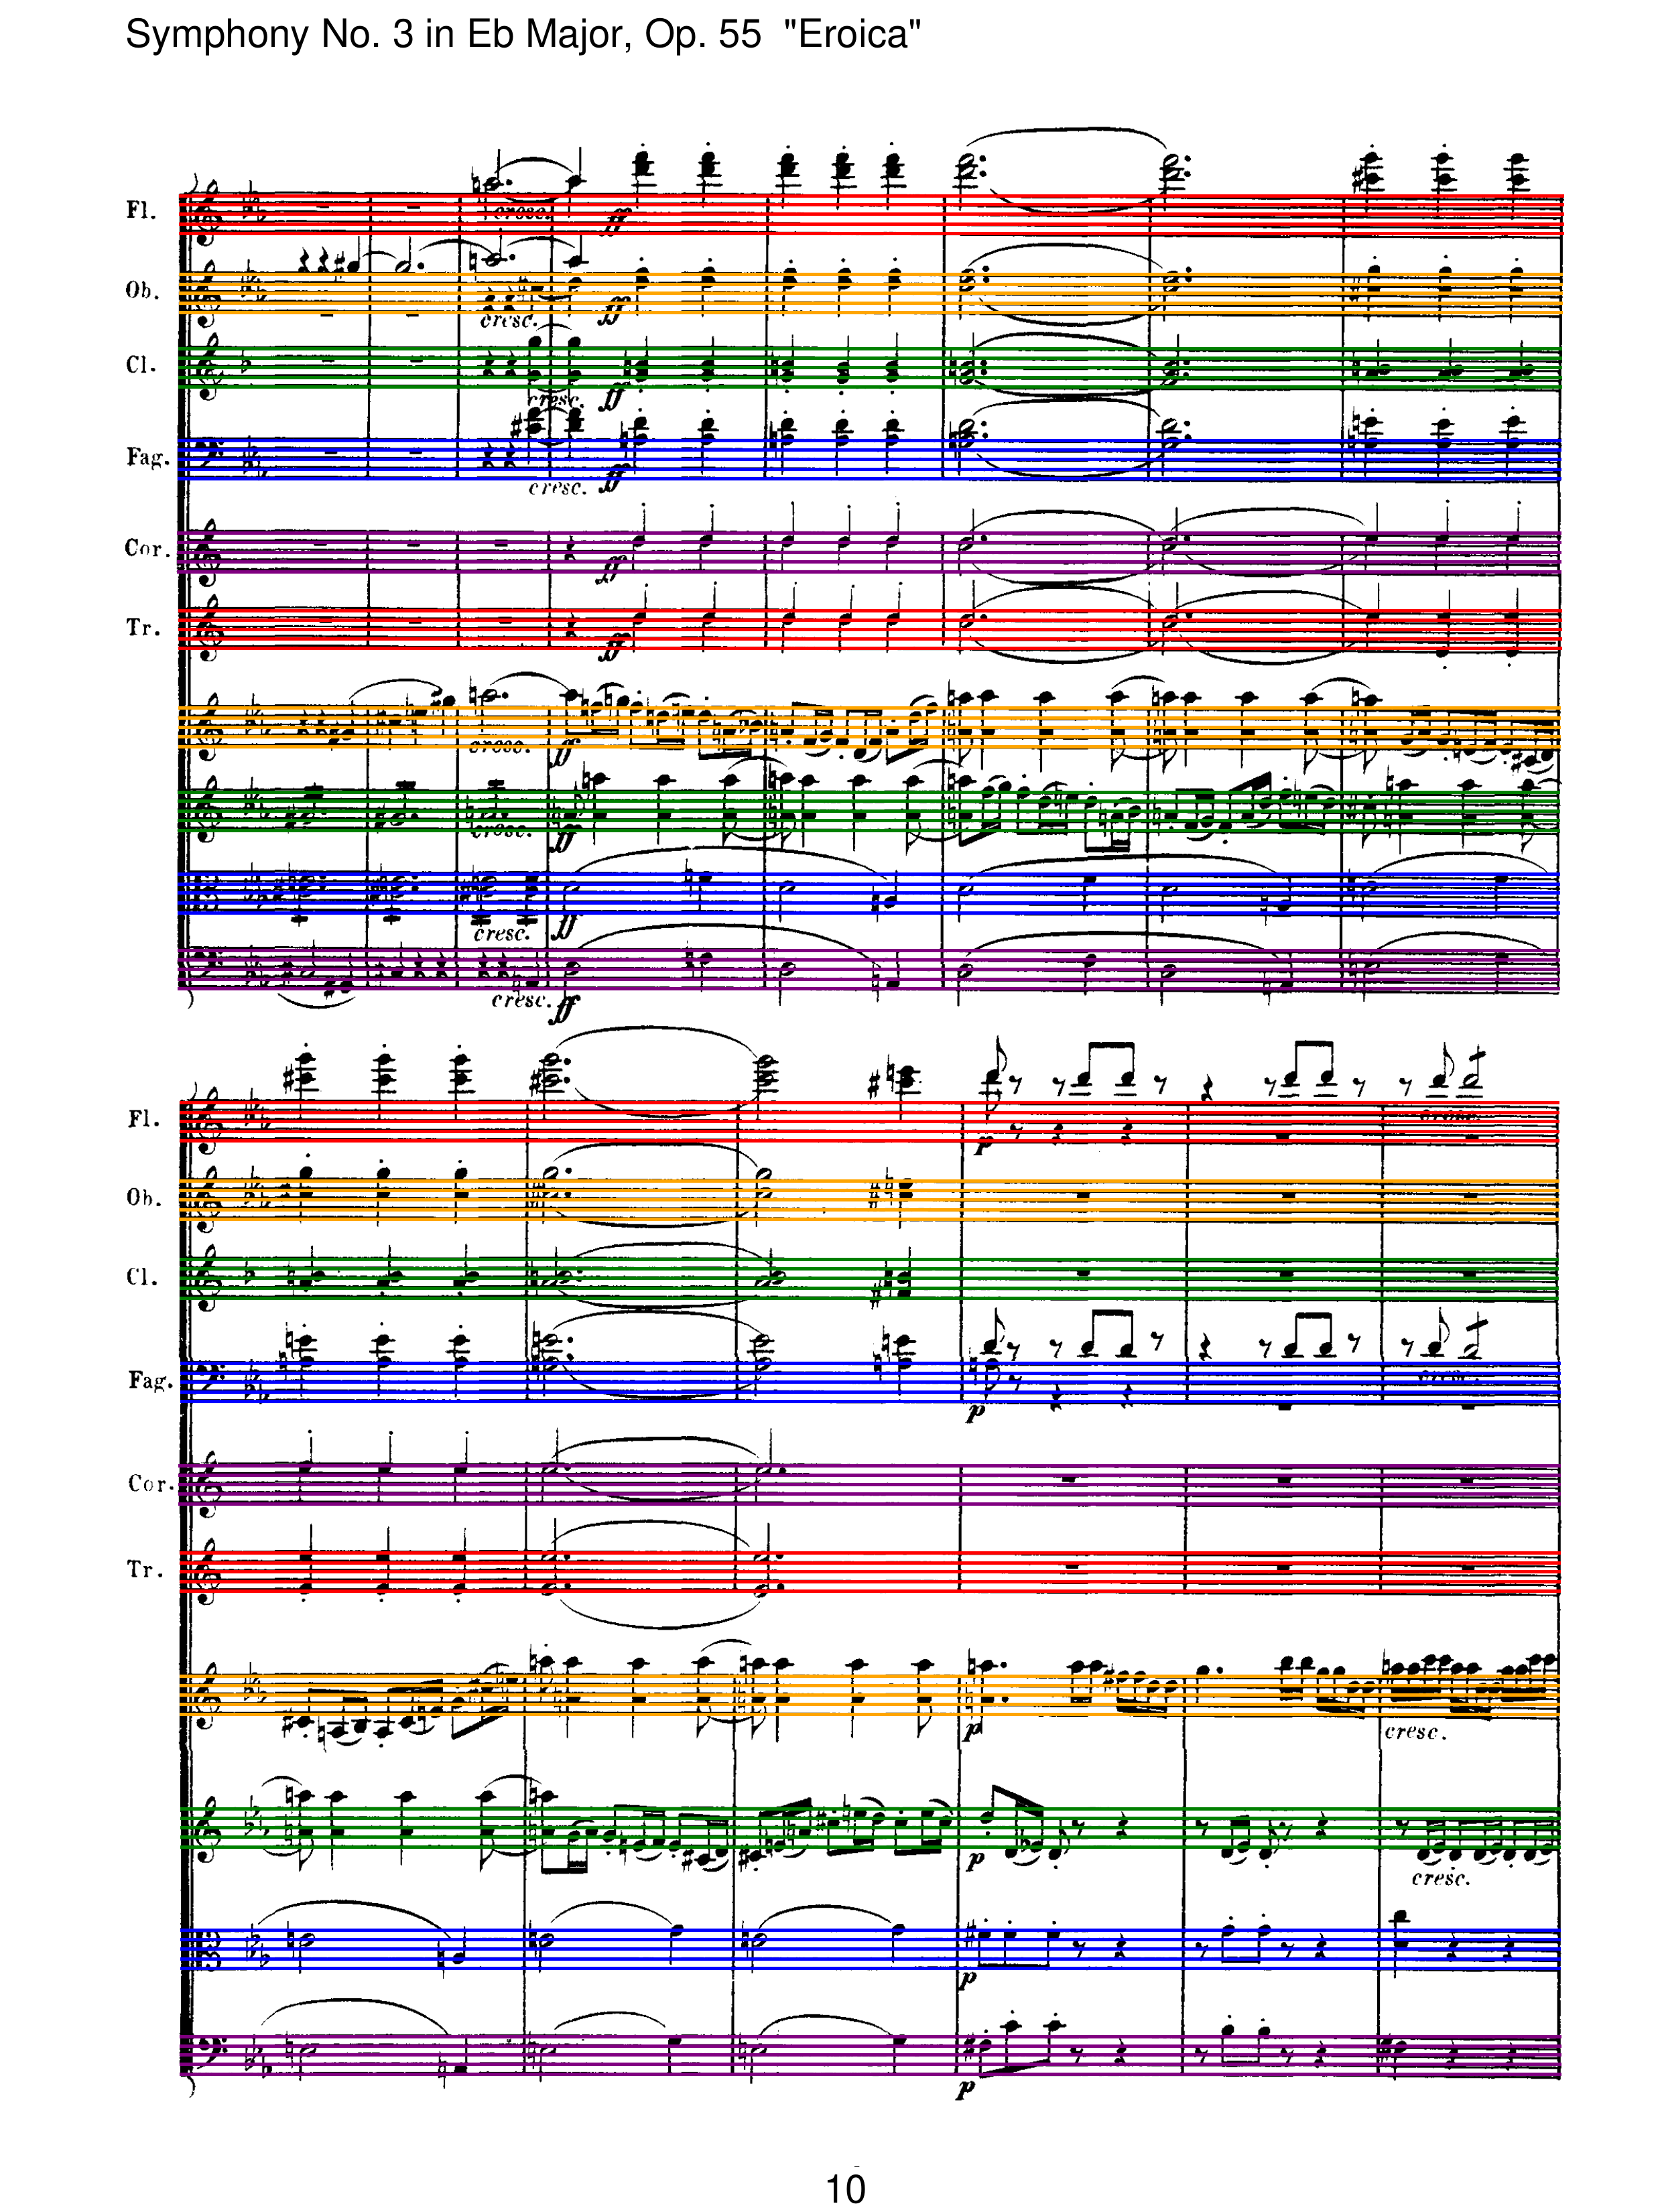 Symphony No. 3 in Eb Major, Op. 55 "Eroica"
Fl.
cresc.
ff
Ob.
cresc.
ff
Cl.
cresc.
ff
Fag.
cresc.
ff
Cor.
ff
Tr.
ff
cresc.
ff
cresc.
ff
cresc.
ff
cresc.
ff
Fl.
p
cresc.
Ob.
Cl.
Fag.
p
cresc.
Cor.
Tr.
p
cresc.
p
cresc.
p
p
10